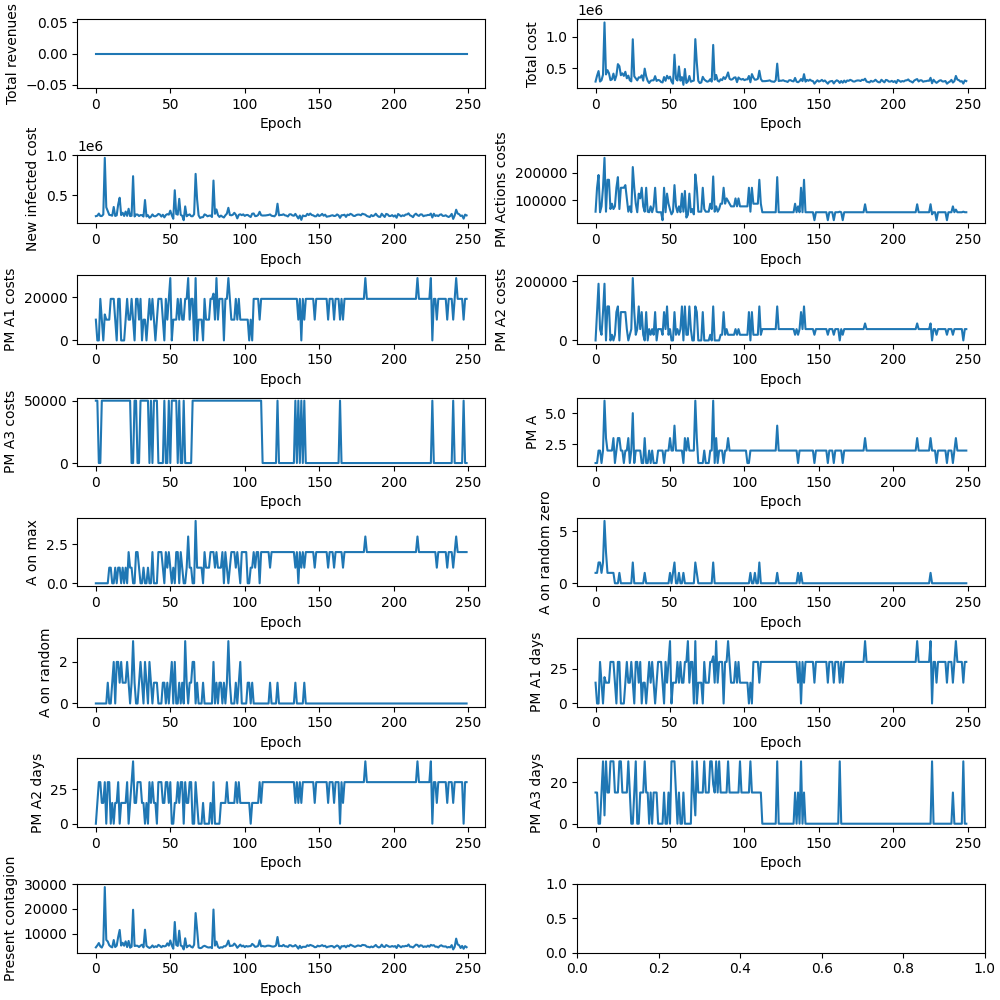 Total revenues
0.05
0.00
−0.05
0 50 100 150 200 250
Epoch
Total cost
1e6
1.0
0.5
0 50 100 150 200 250
Epoch
New infected cost
1e6
1.0
0.5
0 50 100 150 200 250
Epoch
PM Actions costs
200000
100000
0 50 100 150 200 250
Epoch
PM A1 costs
20000
0
0 50 100 150 200 250
Epoch
PM A2 costs
200000
0
0 50 100 150 200 250
Epoch
PM A3 costs
50000
0
0 50 100 150 200 250
Epoch
PM A
5.0
2.5
0 50 100 150 200 250
Epoch
A on max
2.5
0.0
0 50 100 150 200 250
Epoch
A on random zero
5
0
0 50 100 150 200 250
Epoch
A on random
2
0
0 50 100 150 200 250
Epoch
PM A1 days
25
0
0 50 100 150 200 250
Epoch
PM A2 days
25
0
0 50 100 150 200 250
Epoch
PM A3 days
20
0
0 50 100 150 200 250
Epoch
Present contagion
30000
20000
10000
0 50 100 150 200 250
Epoch
1.0
0.5
0.0
0.0 0.2 0.4 0.6 0.8 1.0